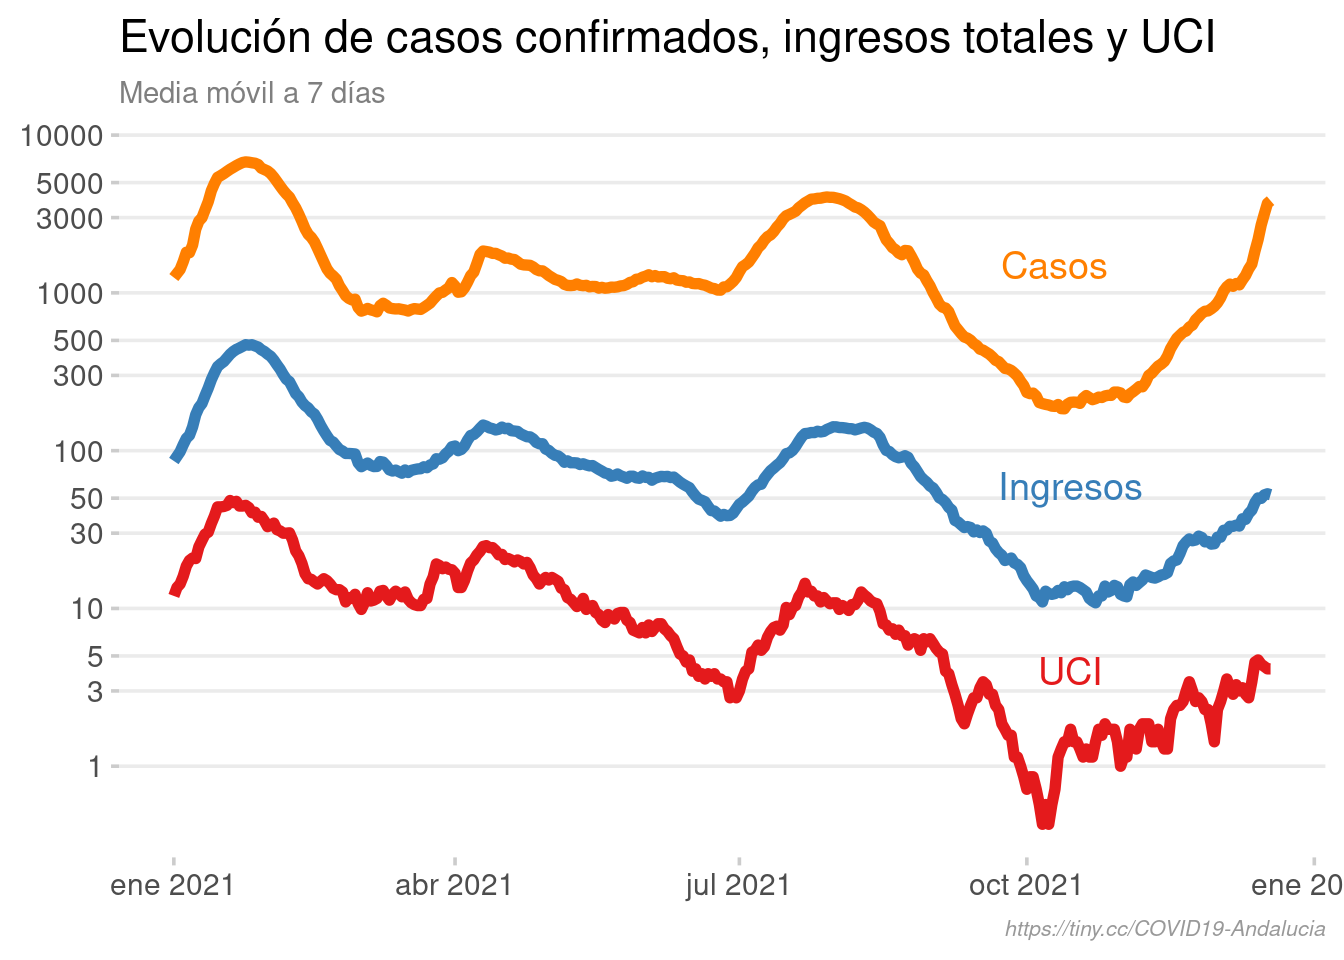 Evolución de casos confirmados, ingresos totales y UCI
Media móvil a 7 días
10000
5000
3000
1000
500
300
100
50
30
10
5
3
1
Casos
Ingresos
UCI
ene 2021
abr 2021
jul 2021
oct 2021
ene 20
https://tiny.cc/COVID19-Andalucia